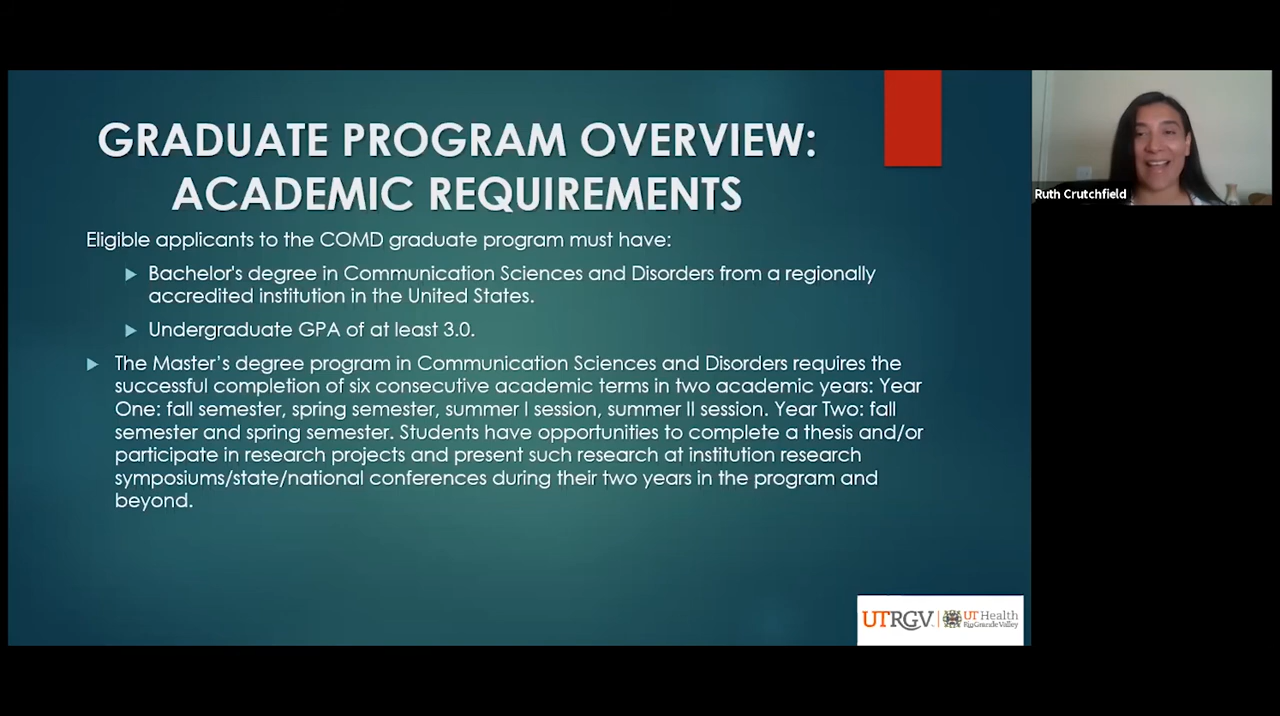 GRADUATE PROGRAM OVERVIEW:
ACADEMIC REQUIREMENTS
Eligible applicants to the COMD graduate program must have:
Bachelor's degree in Communication Sciences and Disorders from a regionally
accredited institution in the United States.
Undergraduate GPA of at least 3.0.
The Master’s degree program in Communication Sciences and Disorders requires the
successful completion of six consecutive academic terms in two academic years: Year
One: fall semester, spring semester, summer I session, summer II session. Year Two: fall
semester and spring semester. Students have opportunities to complete a thesis and/or
participate in research projects and present such research at institution research
symposiums/state/national conferences during their two years in the program and
beyond.
Ruth Crutchfield
UTRGV
UT Health
Rio Grande Valley